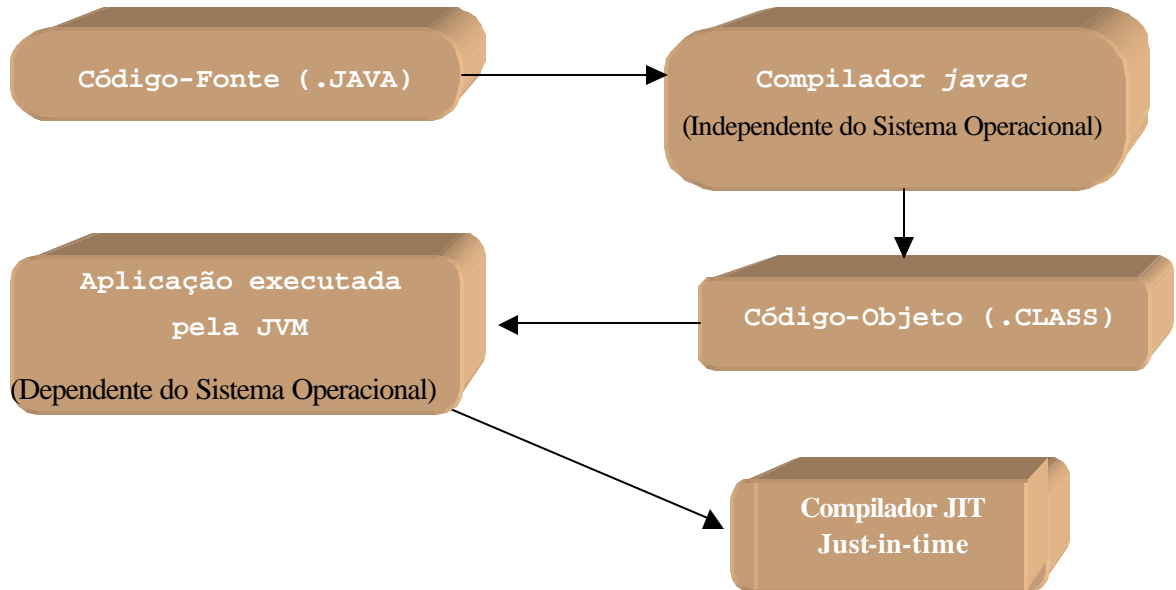 Código-Fonte (.JAVA)
Compilador javac
(Independente do Sistema Operacional)
Aplicação executada
pela JVM
(Dependente do Sistema Operacional)
Código-Objeto (.CLASS)
Compilador JIT
Just-in-time